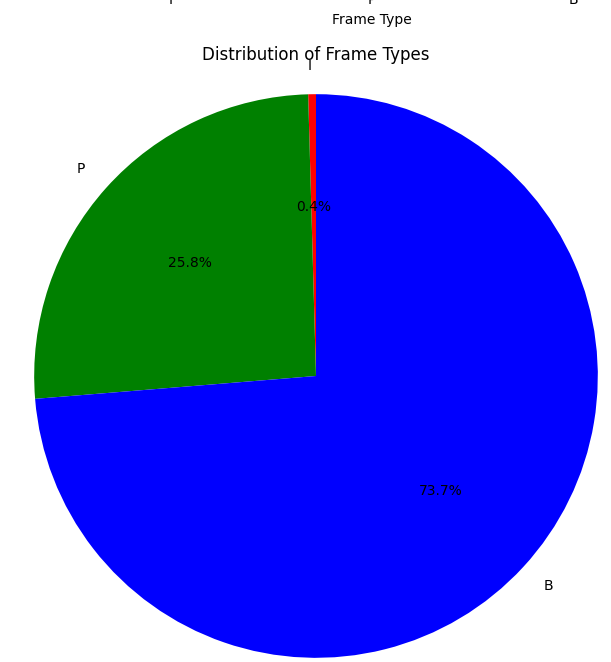 Frame Type
Distribution of Frame Types
I
P
0.4%
25.8%
73.7%
B